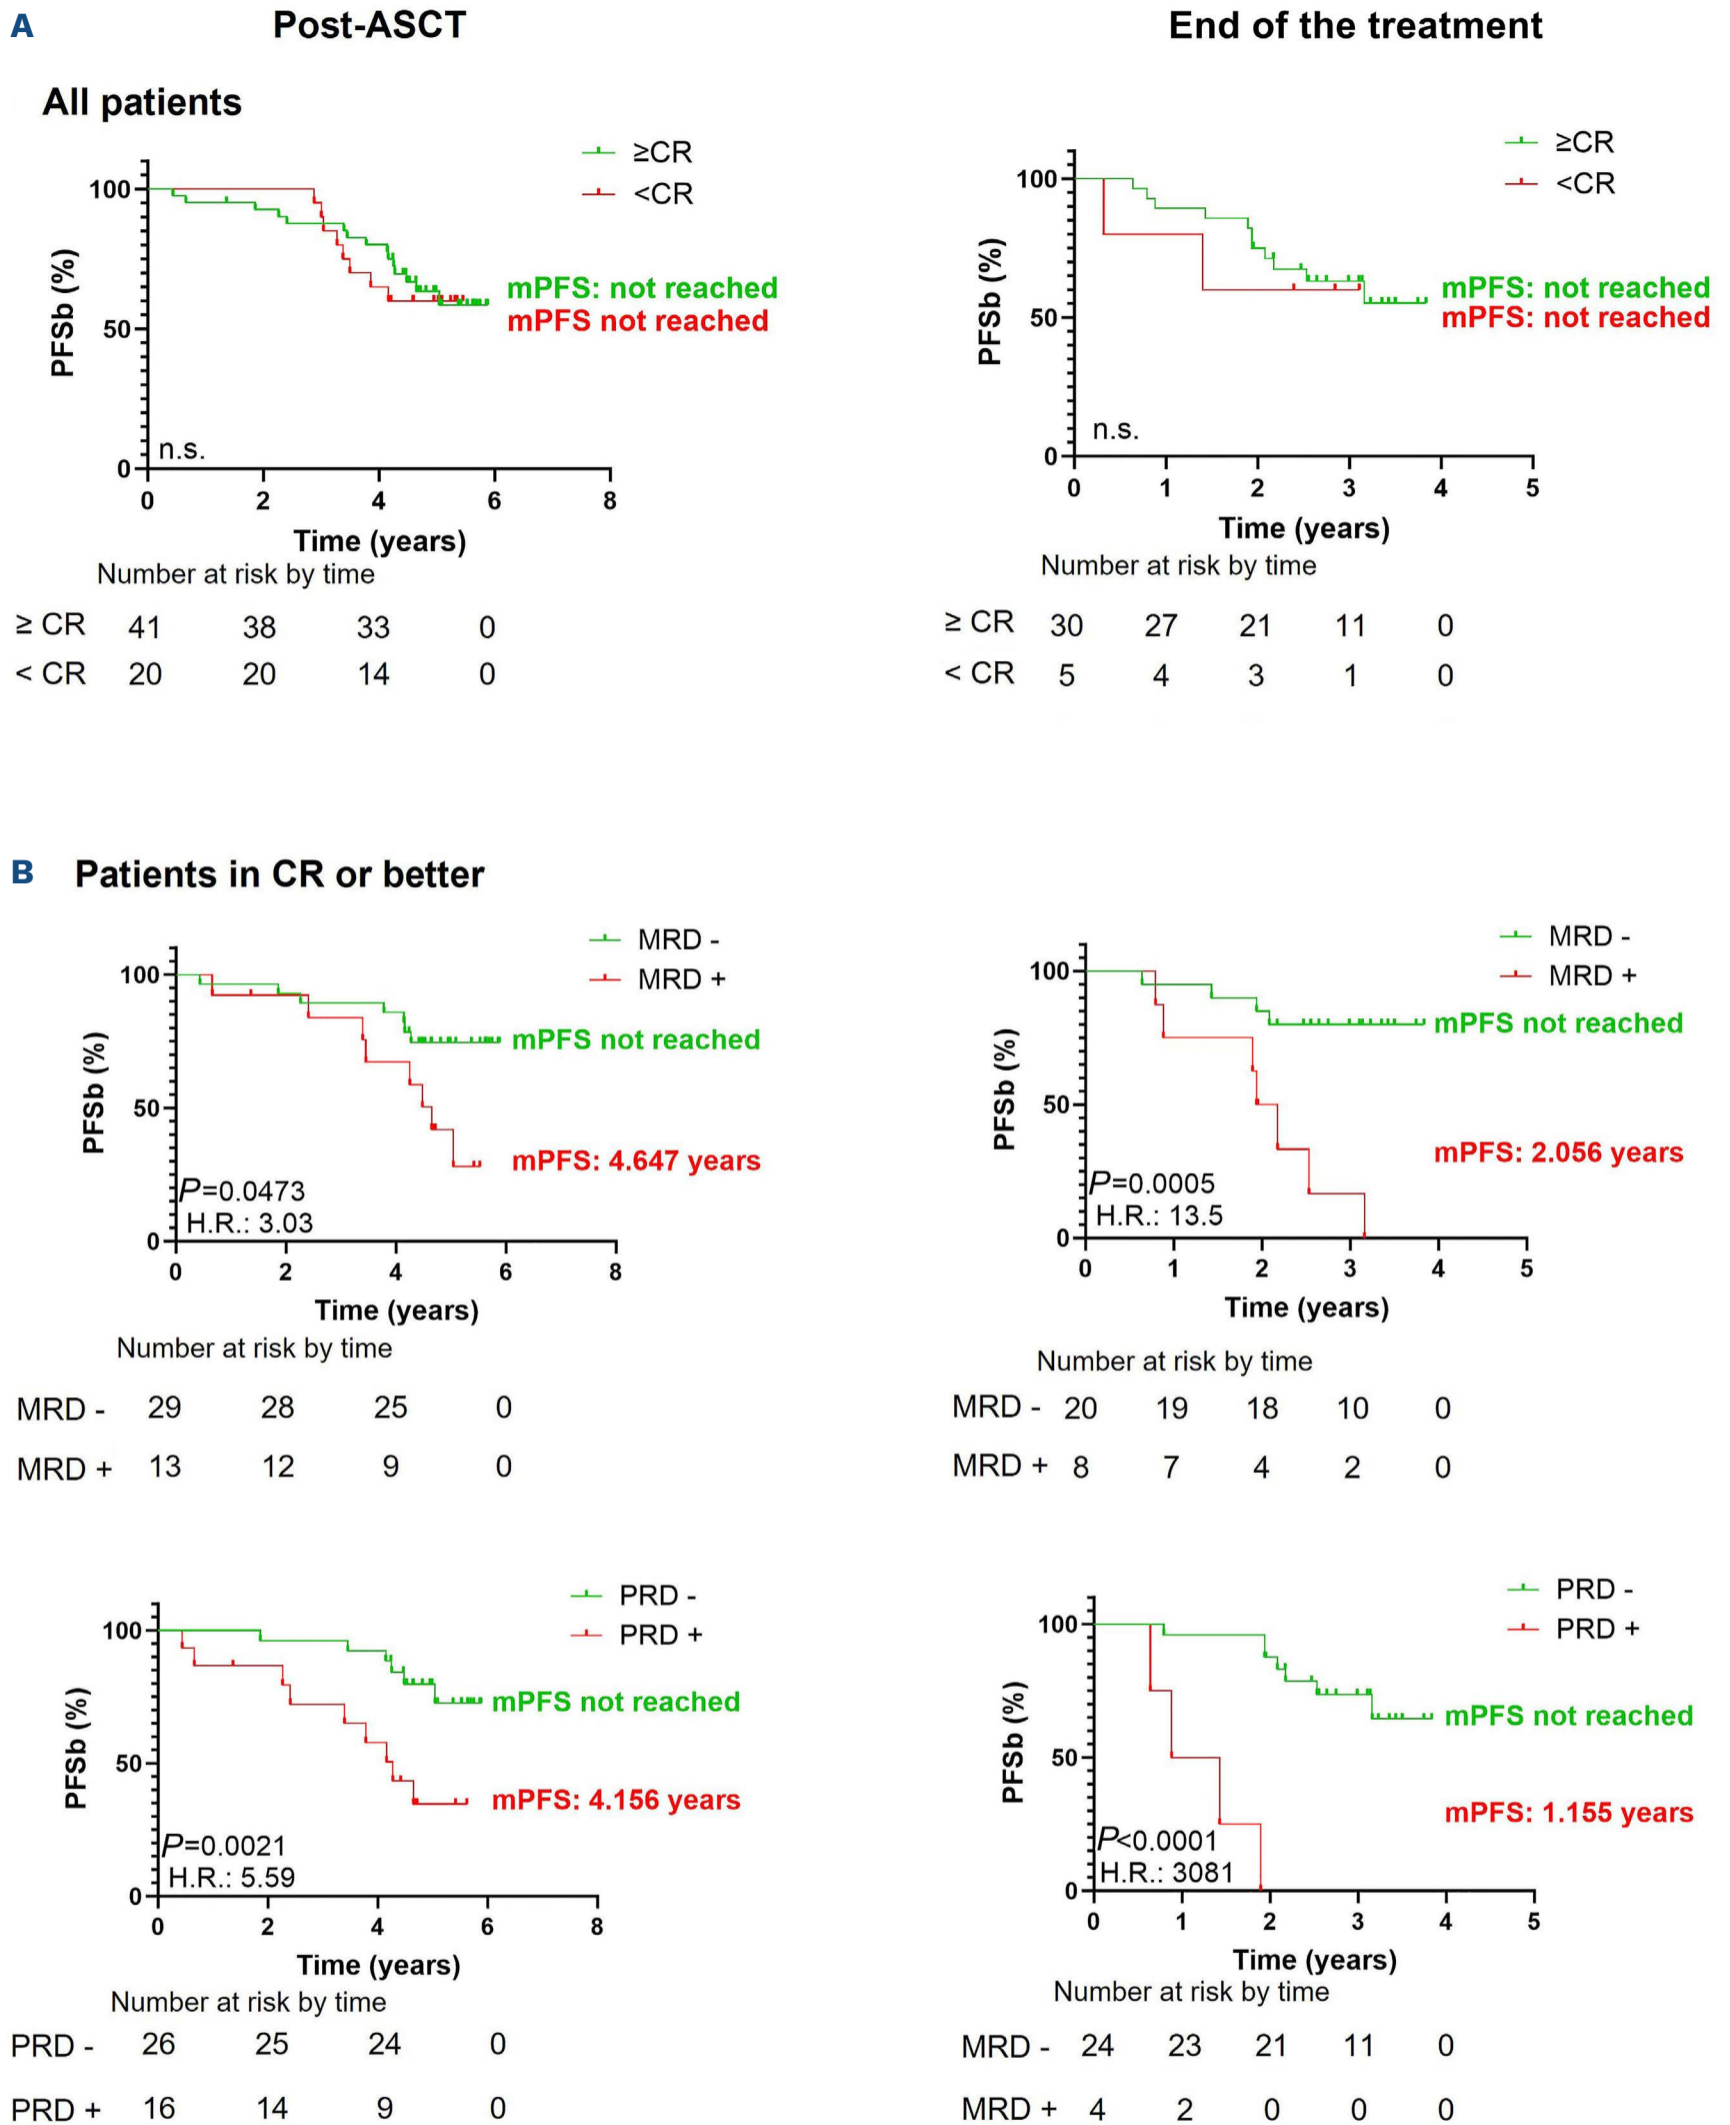 A
Post-ASCT
End of the treatment
All patients
≥CR
<CR
100
50
0
PFSb (%)
mPFS: not reached
mPFS not reached
n.s.
0 2 4 6 8
Time (years)
Number at risk by time
≥ CR 41 38 33 0
< CR 20 20 14 0
≥CR
<CR
100
50
0
PFSb (%)
mPFS: not reached
mPFS: not reached
n.s.
0 1 2 3 4 5
Time (years)
Number at risk by time
≥ CR 30 27 21 11 0
< CR 5 4 3 1 0
B Patients in CR or better
MRD -
MRD +
100
50
0
PFSb (%)
mPFS not reached
mPFS: 4.647 years
P=0.0473
H.R.: 3.03
0 2 4 6 8
Time (years)
Number at risk by time
MRD - 29 28 25 0
MRD + 13 12 9 0
MRD -
MRD +
100
50
0
PFSb (%)
mPFS not reached
mPFS: 2.056 years
P=0.0005
H.R.: 13.5
0 1 2 3 4 5
Time (years)
Number at risk by time
MRD - 20 19 18 10 0
MRD + 8 7 4 2 0
PRD -
PRD +
100
50
0
PFSb (%)
mPFS not reached
mPFS: 4.156 years
P=0.0021
H.R.: 5.59
0 2 4 6 8
Time (years)
Number at risk by time
PRD - 26 25 24 0
PRD + 16 14 9 0
PRD -
PRD +
100
50
0
PFSb (%)
mPFS not reached
mPFS: 1.155 years
P<0.0001
H.R.: 3081
0 1 2 3 4 5
Time (years)
Number at risk by time
MRD - 24 23 21 11 0
MRD + 4 2 0 0 0